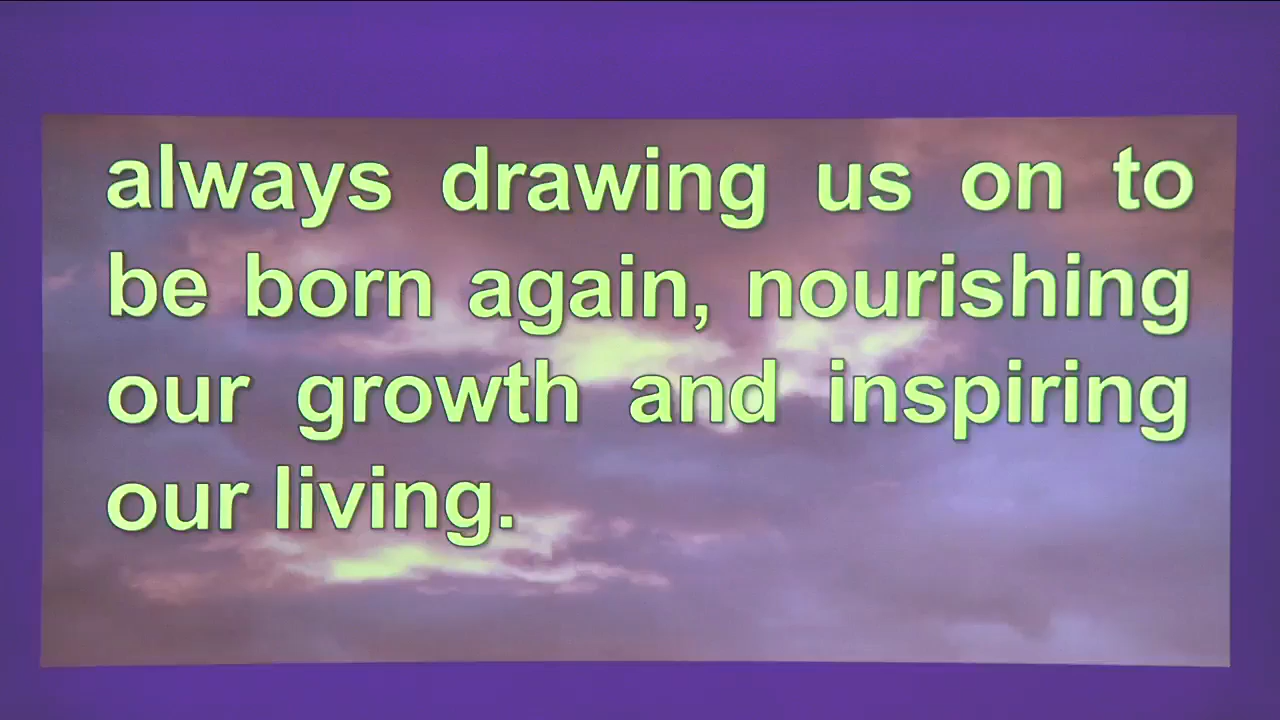 always drawing us on to
be born again, nourishing
our growth and inspiring
our living.